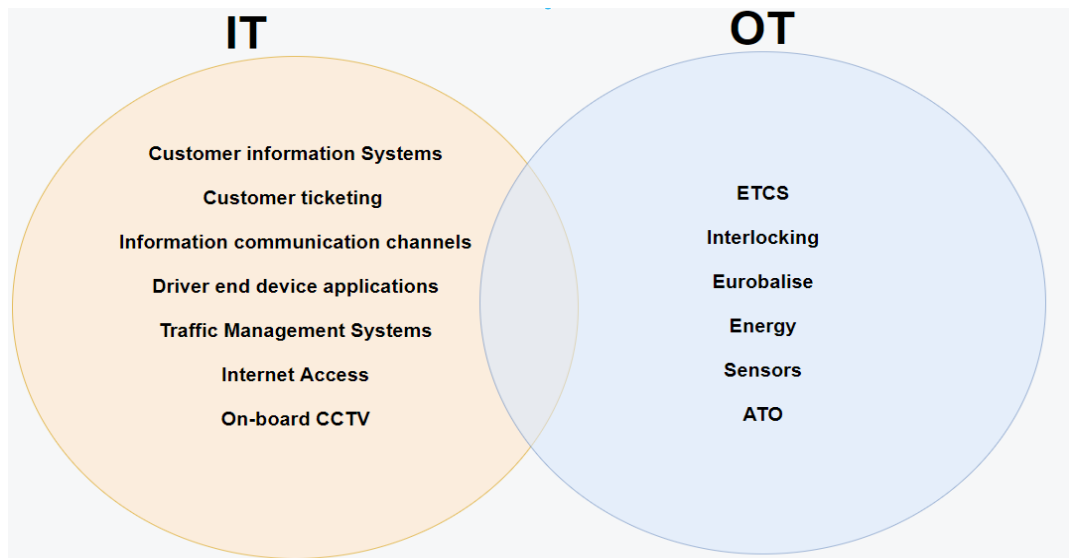 IT
OT
Customer information Systems
Customer ticketing
Information communication channels
Driver end device applications
Traffic Management Systems
Internet Access
On-board CCTV
ETCS
Interlocking
Eurobalise
Energy
Sensors
ATO